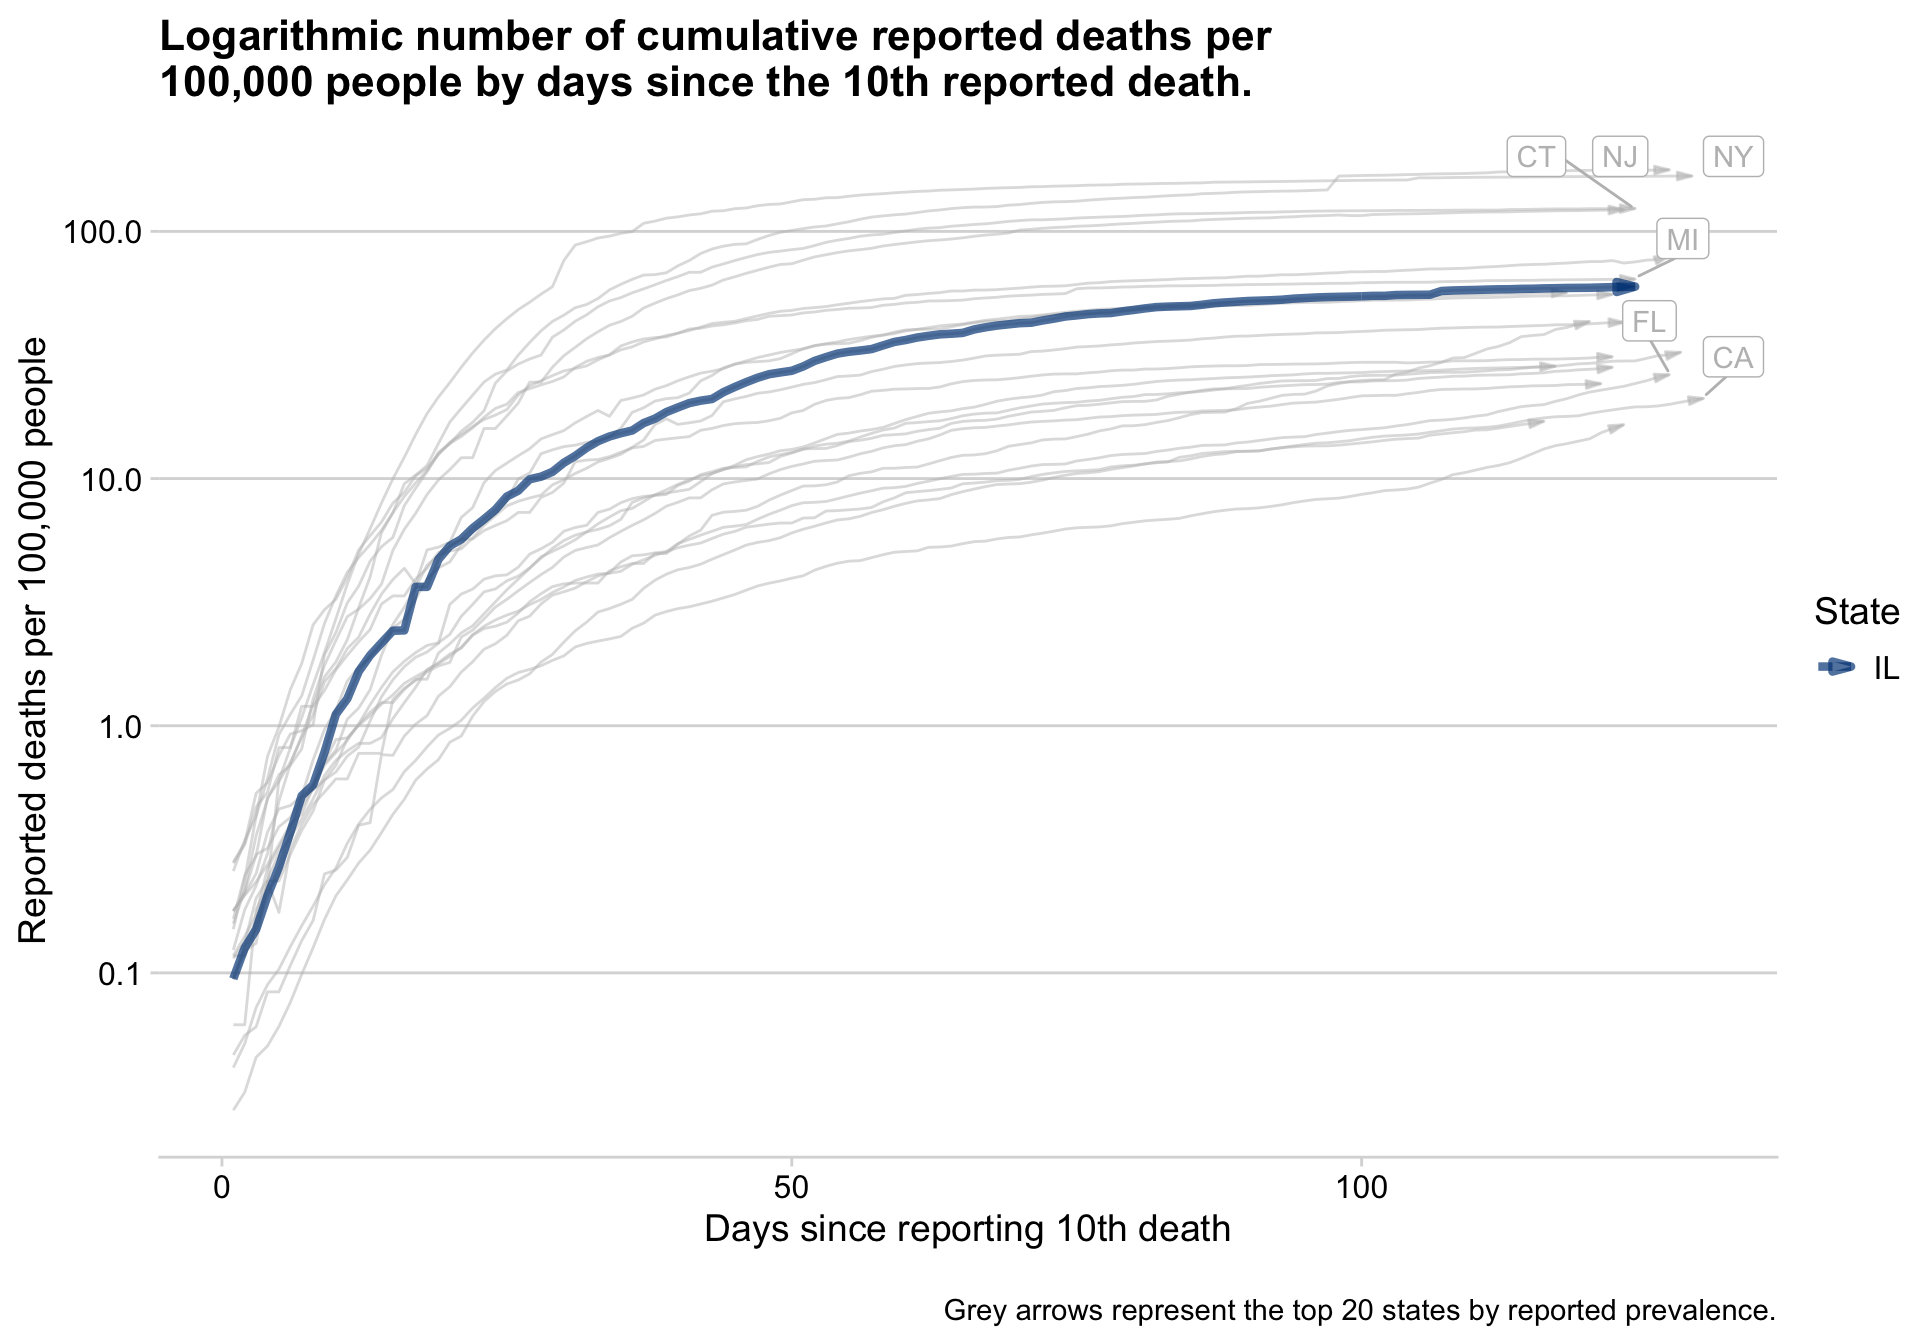 Logarithmic number of cumulative reported deaths per
100,000 people by days since the 10th reported death.
CT NJ NY
MI
FL
CA
100.0
10.0
1.0
0.1
Reported deaths per 100,000 people
State
IL
0 50 100
Days since reporting 10th death
Grey arrows represent the top 20 states by reported prevalence.